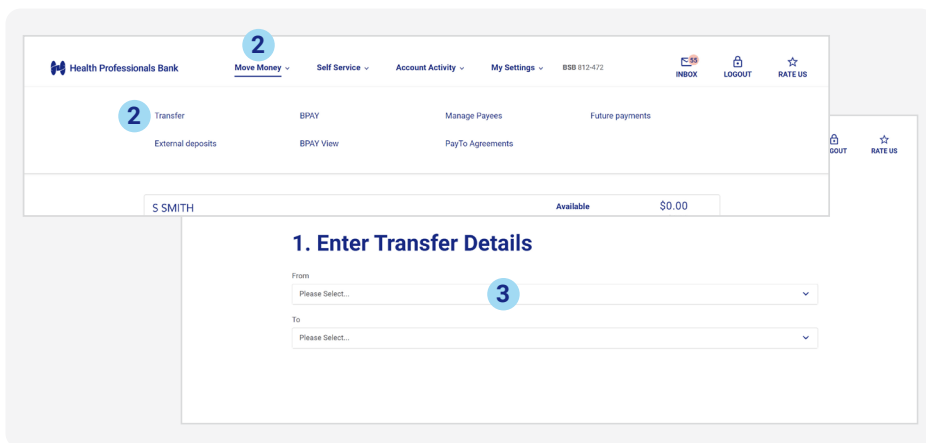 2
Health Professionals Bank Move Money Self Service Account Activity My Settings BSB 812-472 55 INBOX LOGOUT RATE US
2 Transfer BPAY Manage Payees Future payments
External deposits BPAY View PayTo Agreements
GOUT RATE US
S SMITH Available $0.00
1. Enter Transfer Details
From
Please Select... 3
To
Please Select...